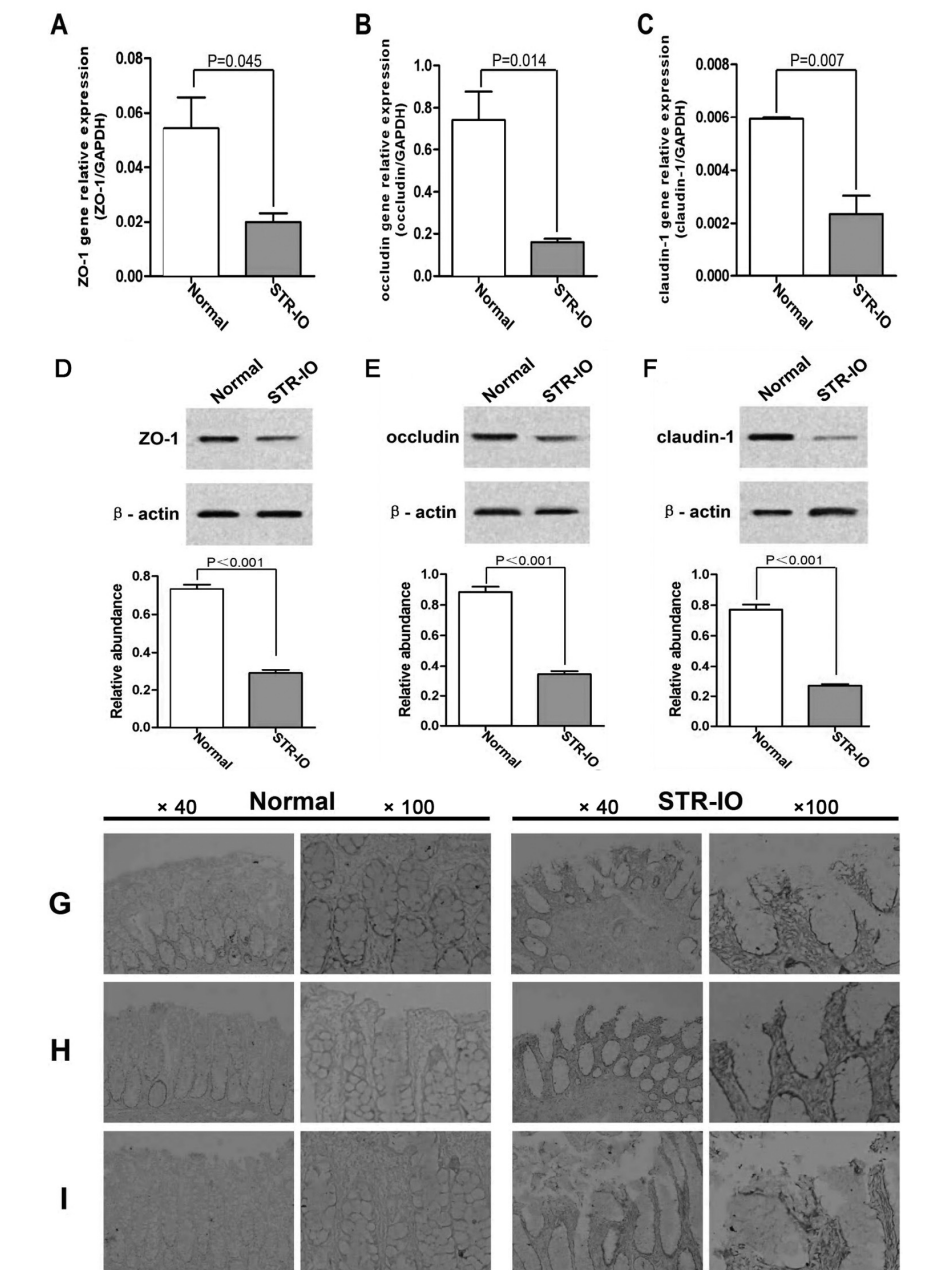 A
ZO-1 gene relative expression
(ZO-1/GAPDH)
P=0.045
0.08
0.06
0.04
0.02
0.00
Normal
STR-IO
B
occludin gene relative expression
(occludin/GAPDH)
P=0.014
1.0
0.8
0.6
0.4
0.2
0.0
Normal
STR-IO
C
claudin-1 gene relative expression
(claudin-1/GAPDH)
P=0.007
0.008
0.006
0.004
0.002
0.000
Normal
STR-IO
D
Normal
STR-IO
ZO-1
β - actin
P<0.001
Relative abundance
0.8
0.6
0.4
0.2
0.0
Normal
STR-IO
E
Normal
STR-IO
occludin
β - actin
P<0.001
Relative abundance
1.0
0.8
0.6
0.4
0.2
0.0
Normal
STR-IO
F
Normal
STR-IO
claudin-1
β - actin
P<0.001
Relative abundance
1.0
0.8
0.6
0.4
0.2
0.0
Normal
STR-IO
× 40 Normal × 100
× 40 STR-IO ×100
G
H
I